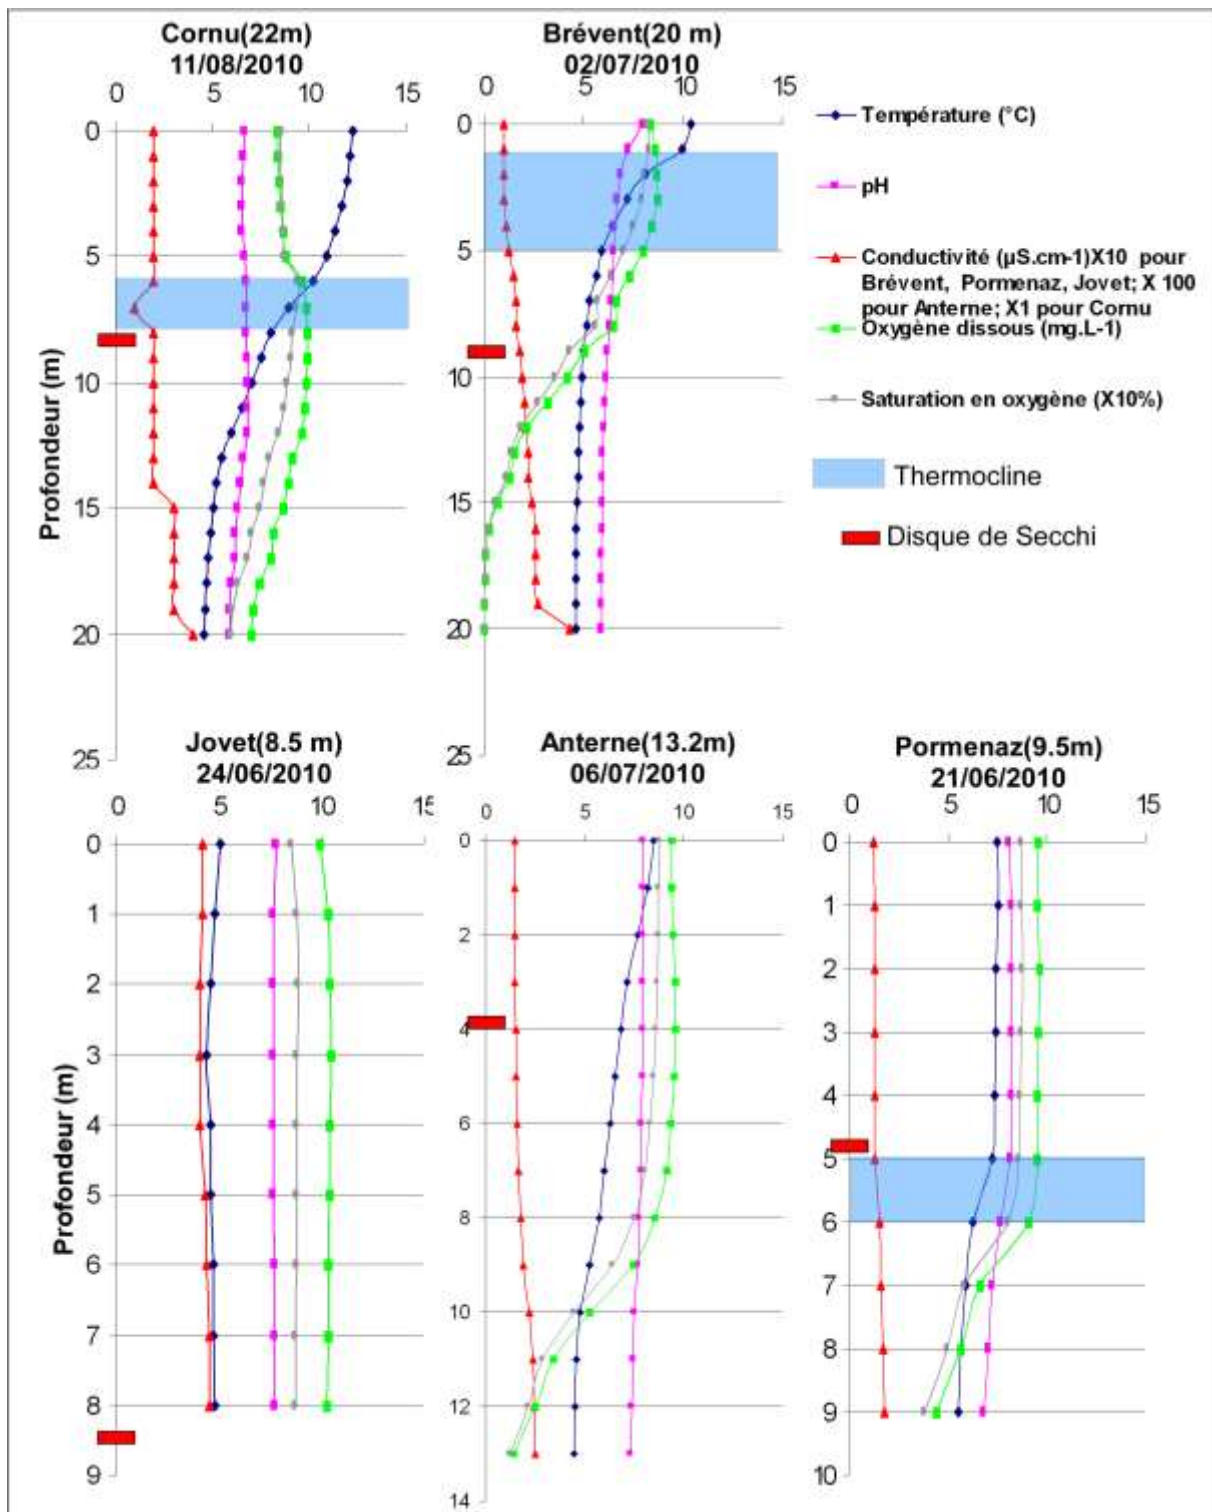 Cornu(22m)
11/08/2010
0 5 10 15
0
5
10
15
20
25
Profondeur (m)
Brévent(20 m)
02/07/2010
0 5 10 15
0
5
10
15
20
25
Température (°C)
pH
Conductivité (µS.cm-1)X10 pour
Brévent, Pormenaz, Jovet; X 100
pour Anterne; X1 pour Cornu
Oxygène dissous (mg.L-1)
Saturation en oxygène (X10%)
Thermocline
Disque de Secchi
Jovet(8.5 m)
24/06/2010
0 5 10 15
0
1
2
3
4
5
6
7
8
9
Profondeur (m)
Anterne(13.2m)
06/07/2010
0 5 10 15
0
2
4
6
8
10
12
14
Pormenaz(9.5m)
21/06/2010
0 5 10 15
0
1
2
3
4
5
6
7
8
9
10